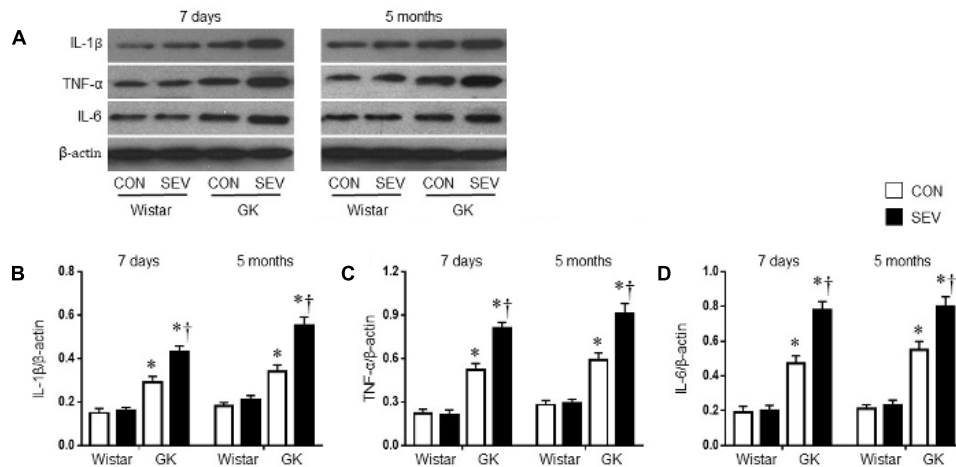 A
7 days
5 months
IL-1β
TNF-α
IL-6
β-actin
CON SEV CON SEV
Wistar GK
CON SEV CON SEV
Wistar GK
CON
SEV
B
7 days 5 months
IL-1β/β-actin
0.8
0.6
0.4
0.2
0.0
* *† * *†
Wistar GK Wistar GK
C
7 days 5 months
TNF-α/β-actin
1.2
0.9
0.6
0.3
0.0
* *† * *†
Wistar GK Wistar GK
D
7 days 5 months
IL-6/β-actin
1.0
0.8
0.6
0.4
0.2
0.0
* *† * *†
Wistar GK Wistar GK